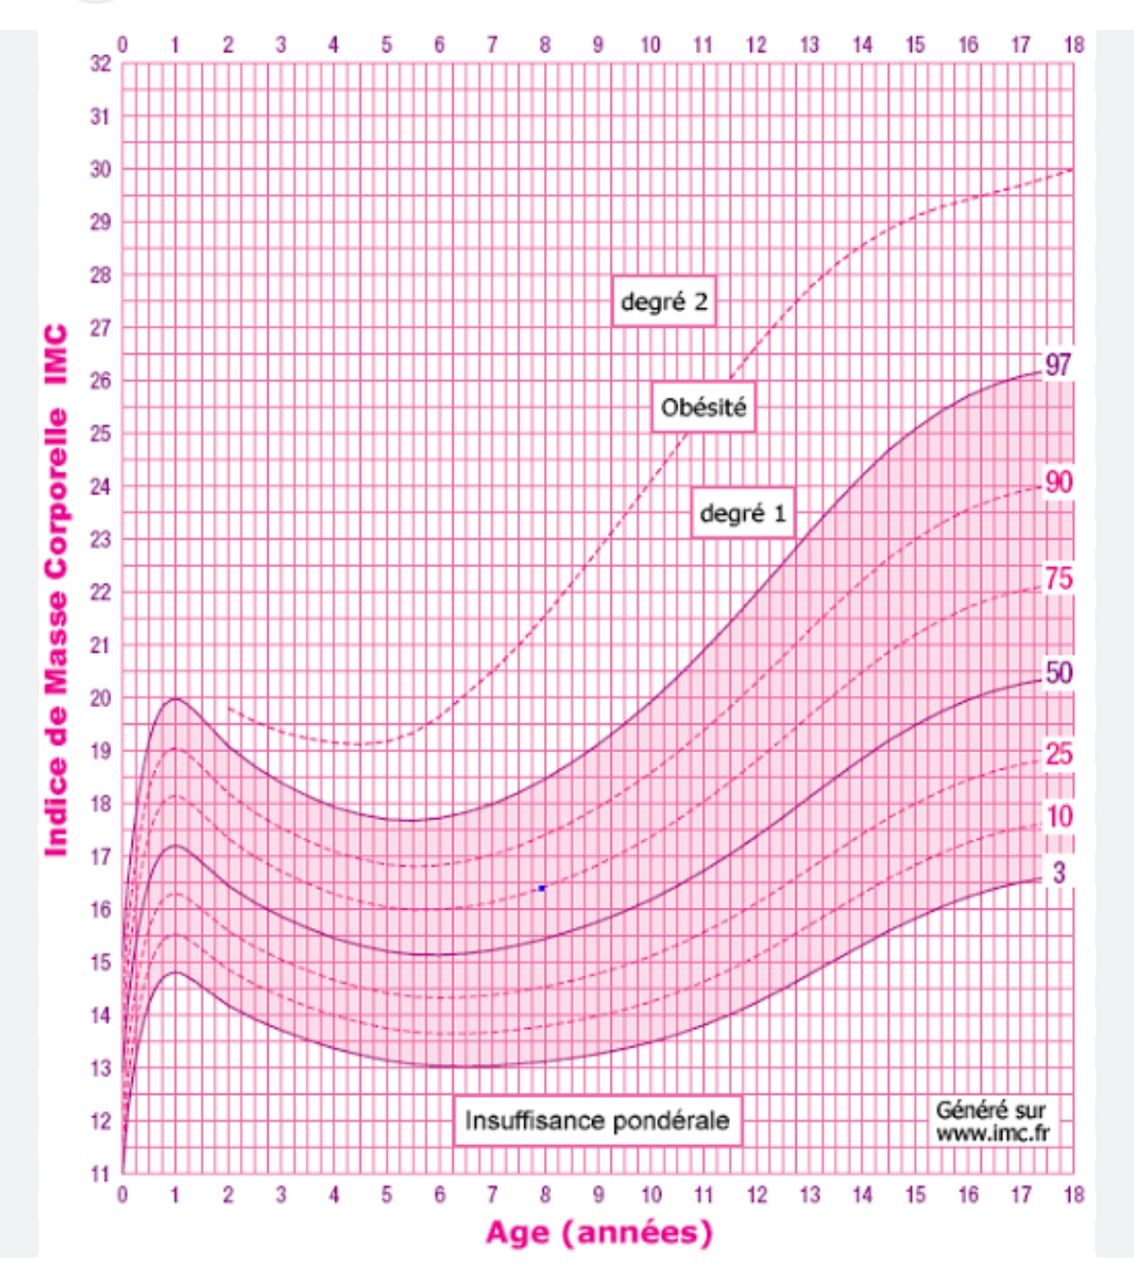 0 1 2 3 4 5 6 7 8 9 10 11 12 13 14 15 16 17 18
32
31
30
29
28
27
26
25
24
23
22
21
20
19
18
17
16
15
14
13
12
11
Indice de Masse Corporelle IMC
degré 2
Obésité
degré 1
97
90
75
50
25
10
3
Insuffisance pondérale
Généré sur
www.imc.fr
0 1 2 3 4 5 6 7 8 9 10 11 12 13 14 15 16 17 18
Age (années)